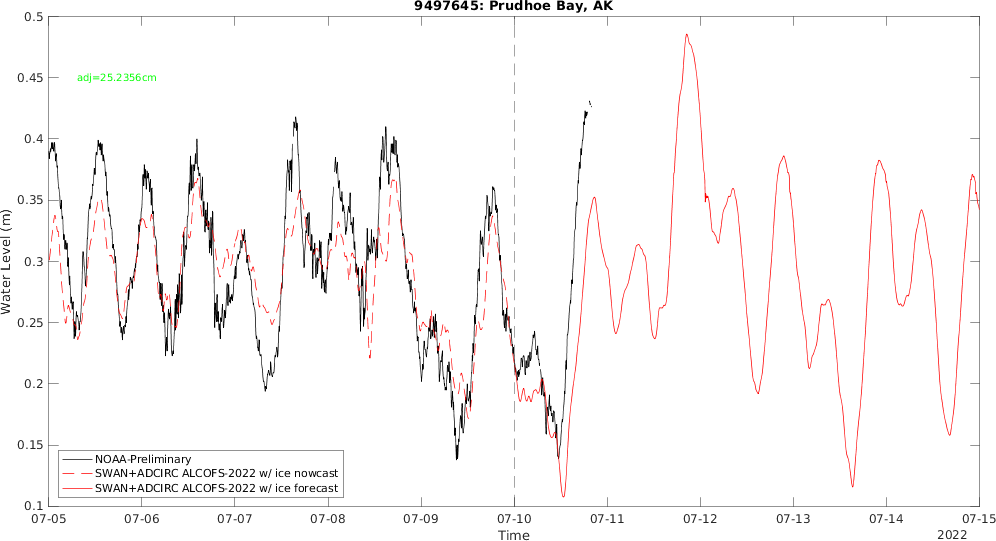 9497645: Prudhoe Bay, AK
0.5
0.45
0.4
0.35
0.3
0.25
0.2
0.15
0.1
Water Level (m)
adj=25.2356cm
NOAA-Preliminary
SWAN+ADCIRC ALCOFS-2022 w/ ice nowcast
SWAN+ADCIRC ALCOFS-2022 w/ ice forecast
07-05 07-06 07-07 07-08 07-09 07-10 07-11 07-12 07-13 07-14 07-15
Time
2022